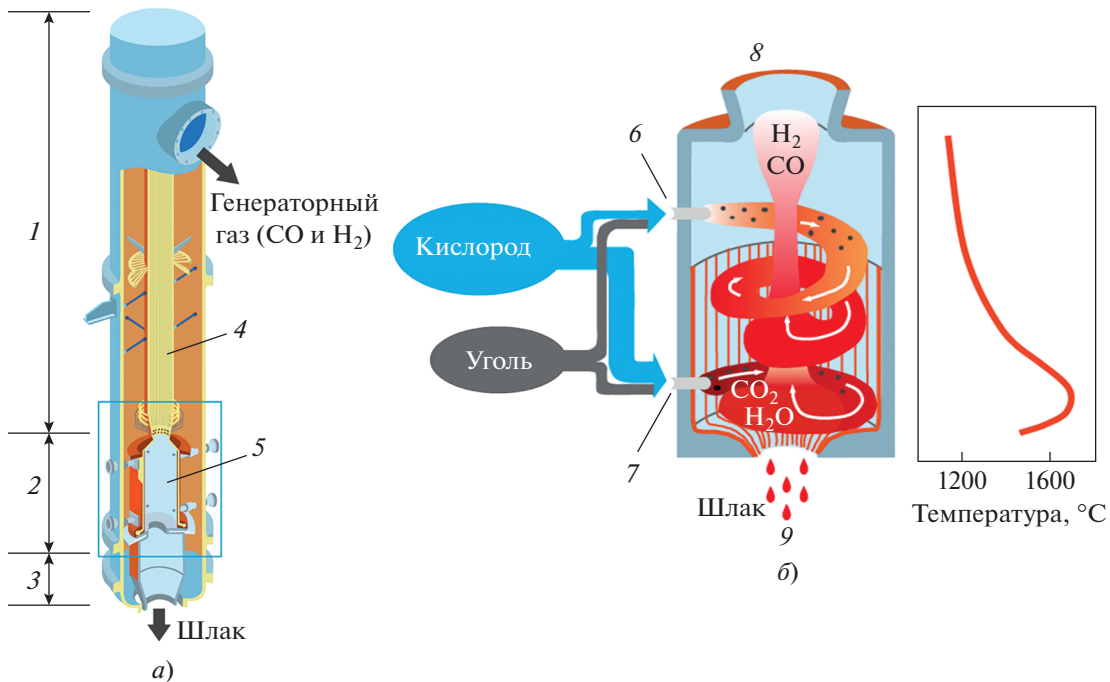 1
2
3
4
5
Генераторный
газ (CO и H₂)
Шлак
а)
6
7
8
9
Кислород
Уголь
H₂
CO
CO₂
H₂O
Шлак
б)
1200 1600
Температура, °C